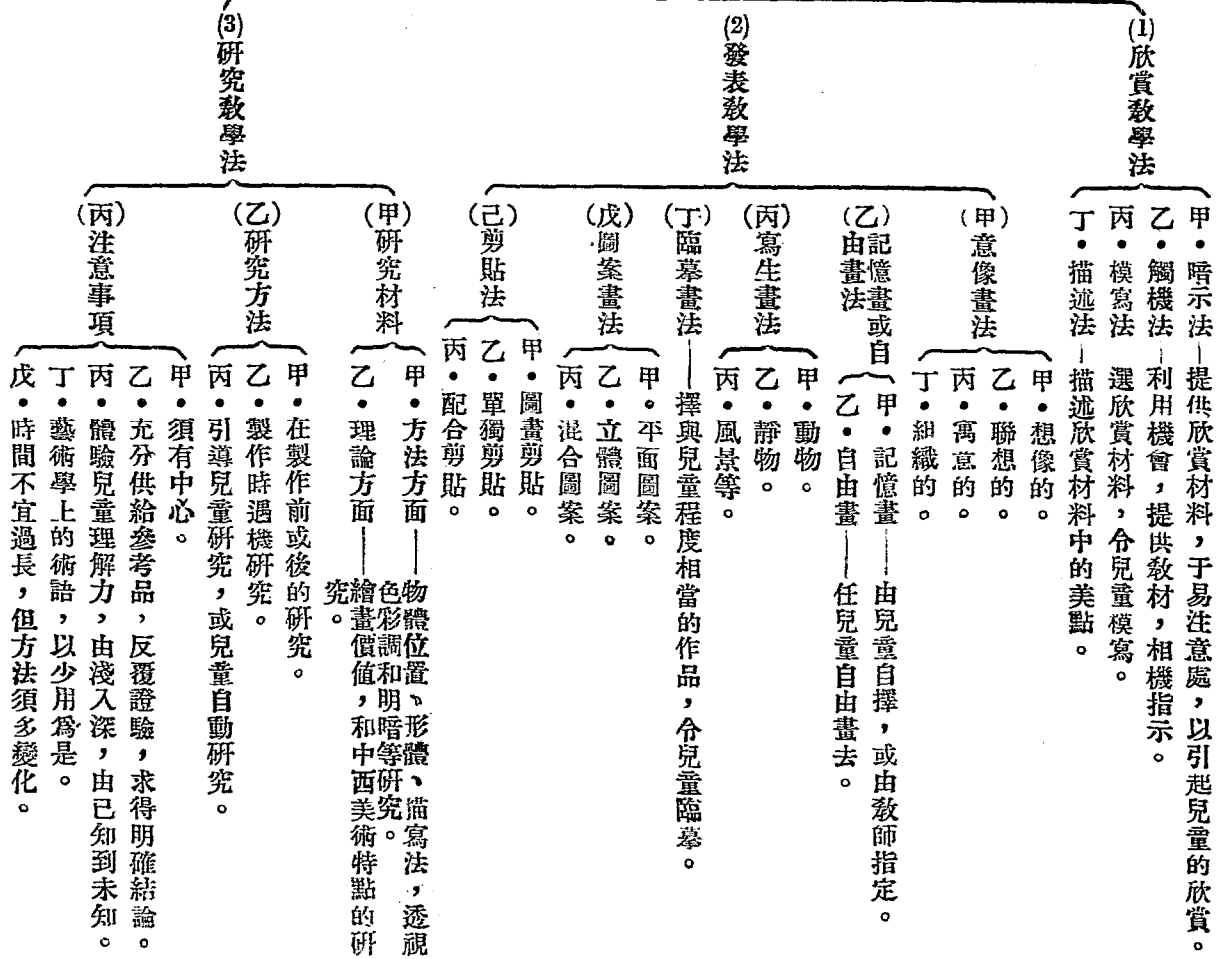 (1)欣賞教學法
甲・暗示法—提供欣賞材料，于易注意處，以引起兒童的欣賞。
乙・觸機法—利用機會，提供教材，相機指示。
丙・模寫法 選欣賞材料，令兒童模寫。
丁・描述法—描述欣賞材料中的美點。
(2)發表教學法
(甲)意像畫法
甲・想像的。
乙・聯想的。
丙・寓意的。
丁・組織的。
(乙)記憶畫或自由畫法
甲・記憶畫——由兒童自擇，或由教師指定。
乙・自由畫——任兒童自由畫去。
(丙)寫生畫法
甲・動物。
乙・靜物。
丙・風景等。
(丁)臨摹畫法——擇與兒童程度相當的作品，令兒童臨摹。
(戊)圖案畫法
甲。平面圖案。
乙・立體圖案。
丙・混合圖案。
(己)剪貼法
甲・圖畫剪貼。
乙・單獨剪貼。
丙・配合剪貼。
(3)研究教學法
(甲)研究材料
甲・方法方面——物體位置、形體、描寫法，透視
色彩調和明暗等研究。
乙・理論方面——繪畫價值，和中西美術特點的研
究。
(乙)研究方法
甲・在製作前或後的研究。
乙・製作時遇機研究。
丙・引導兒童研究，或兒童自動研究。
(丙)注意事項
甲・須有中心。
乙・充分供給參考品，反覆證驗，求得明確結論。
丙・體驗兒童理解力，由淺入深，由已知到未知。
丁・藝術學上的術語，以少用爲是。
戊・時間不宜過長，但方法須多變化。